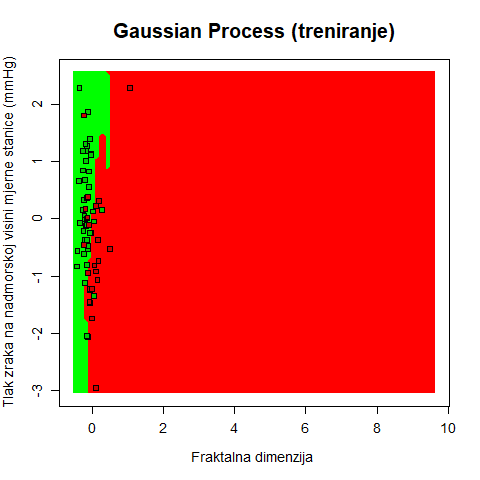 Gaussian Process (treniranje)
Tlak zraka na nadmorskoj visini mjerne stanice (mmHg)
2
1
0
-1
-2
-3
0 2 4 6 8 10
Fraktalna dimenzija